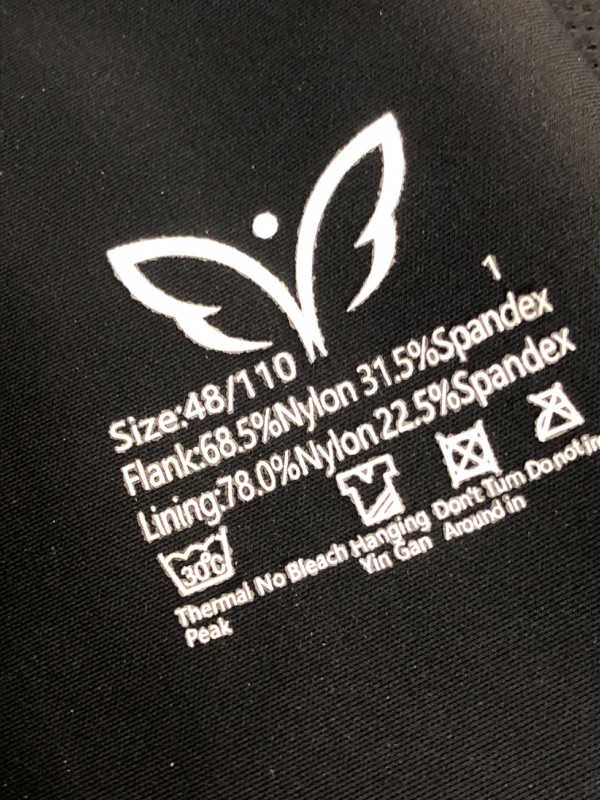 1
Size:48/110
Flank:68.5%Nylon 31.5%Spandex
Lining:78.0%Nylon 22.5%Spandex
30°C
Thermal No Bleach Hanging Don't Turn Do not
Peak Yin Gan Around in